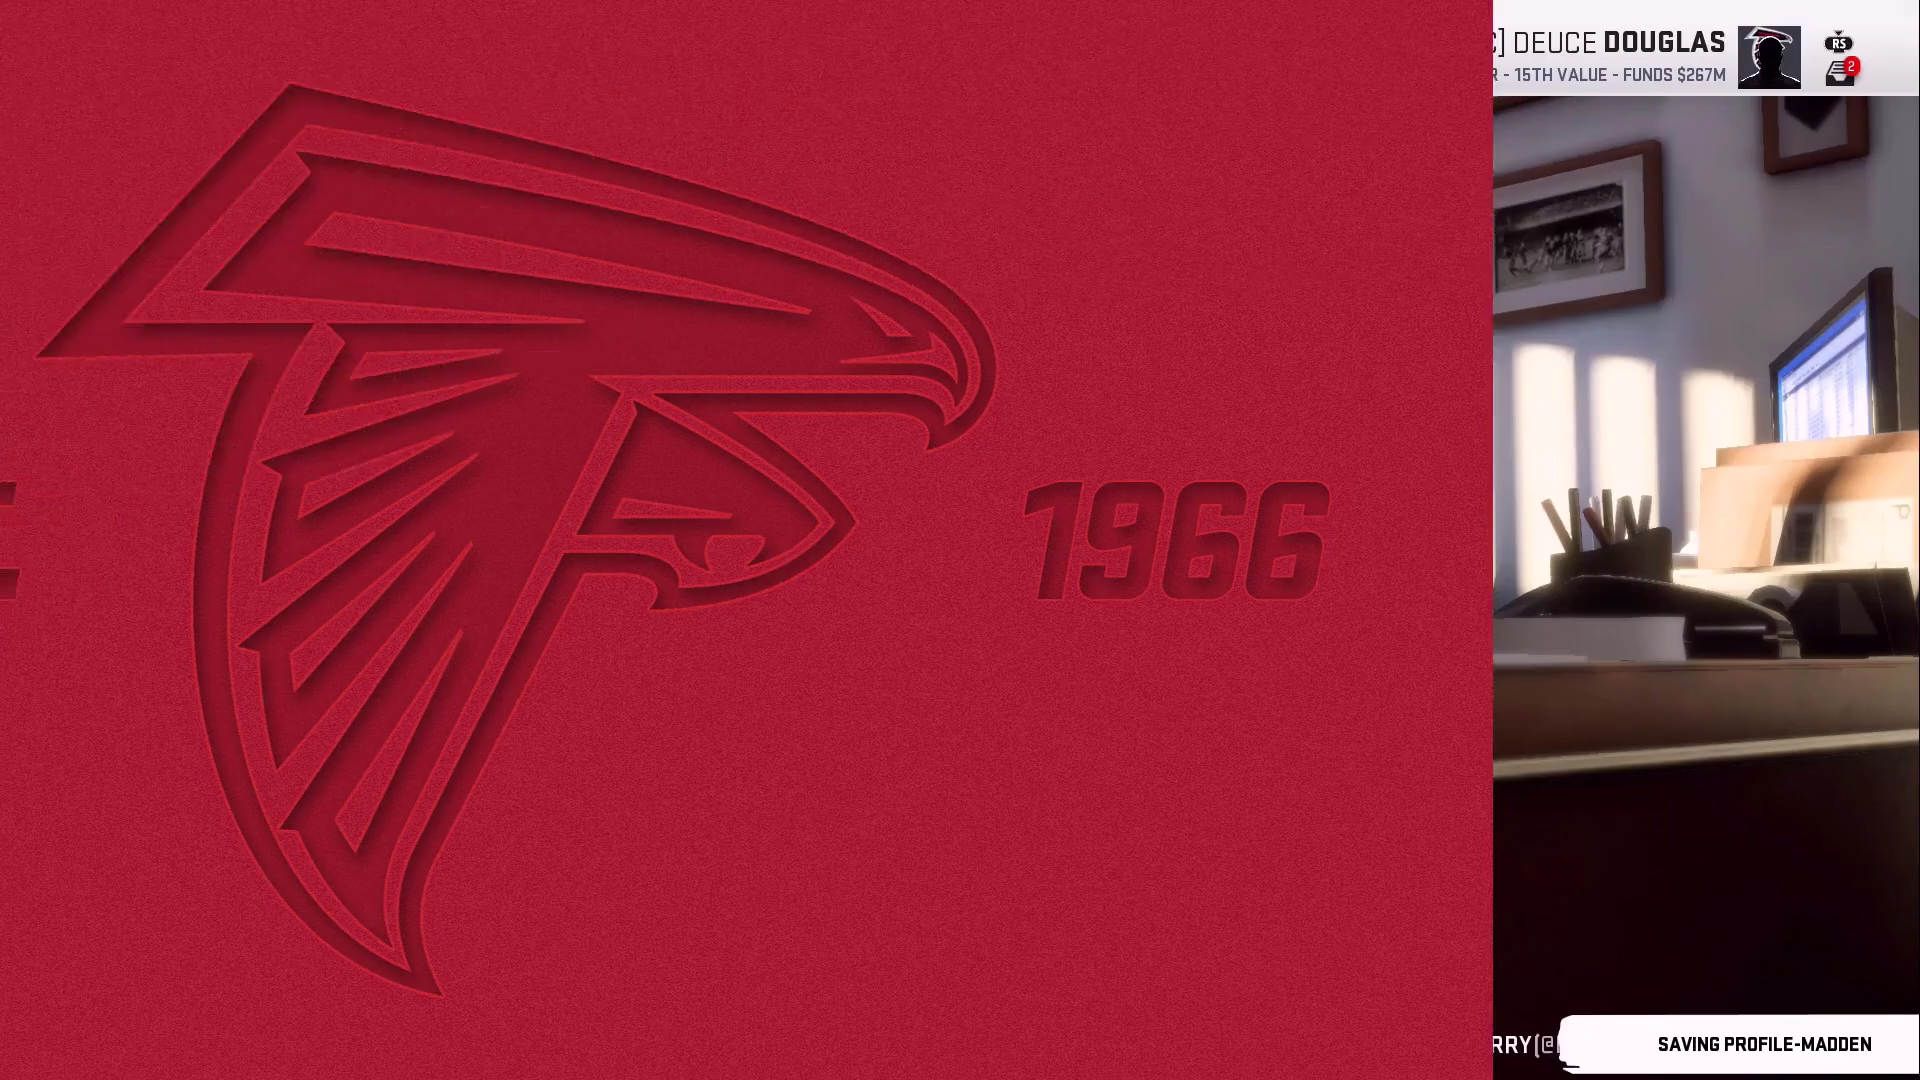 ] DEUCE DOUGLAS
RS
R - 15TH VALUE - FUNDS $267M
2
1966
RRY(@
SAVING PROFILE-MADDEN